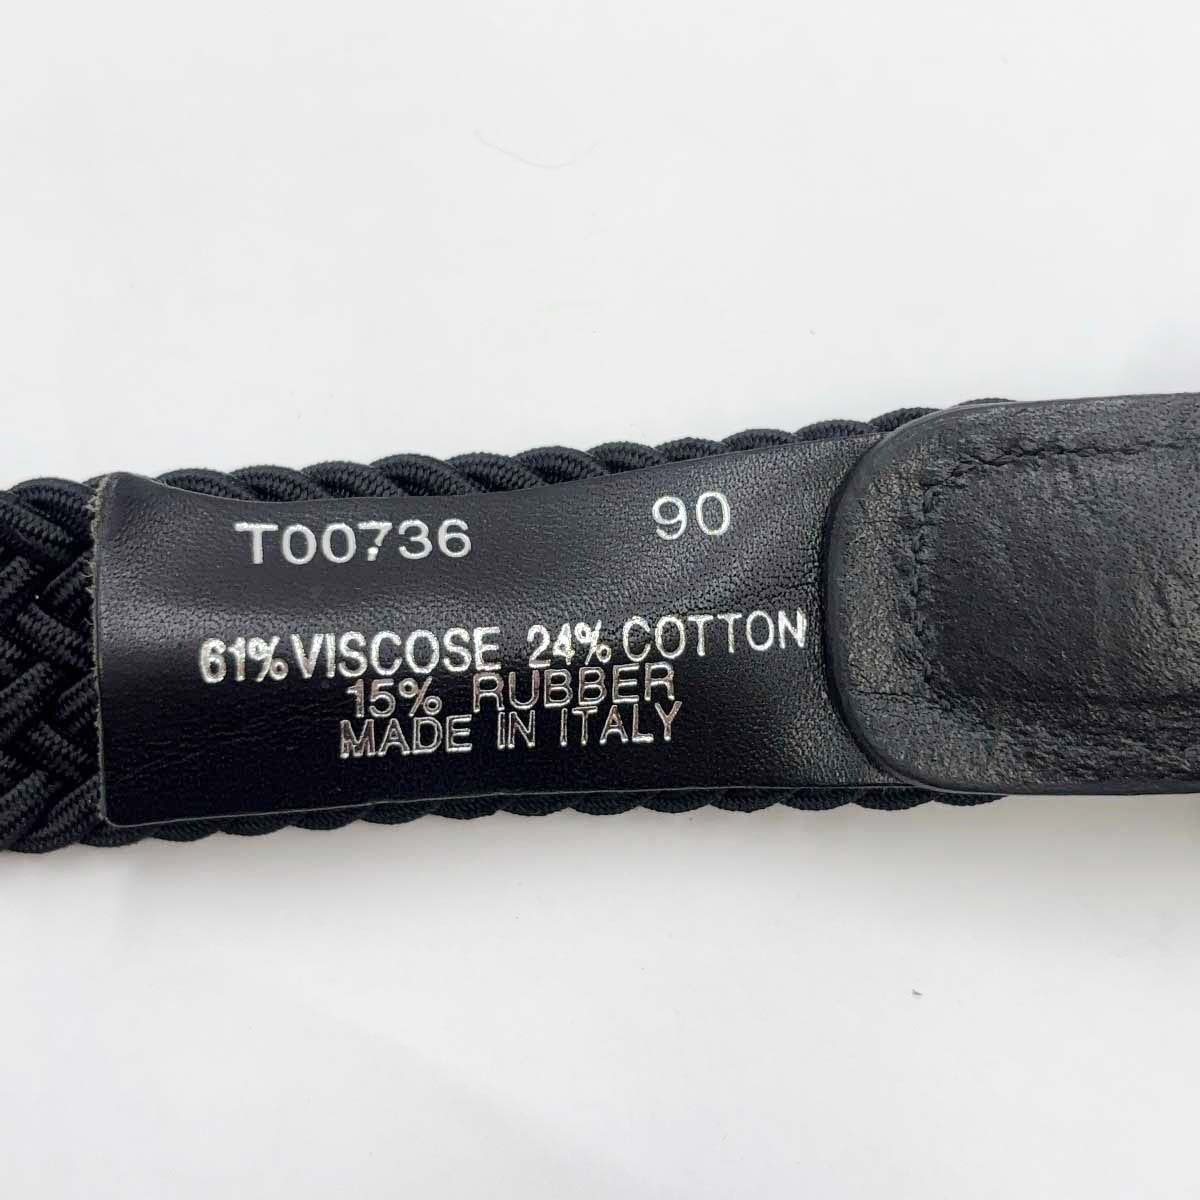 T00736 90
61% VISCOSE 24% COTTON
15% RUBBER
MADE IN ITALY